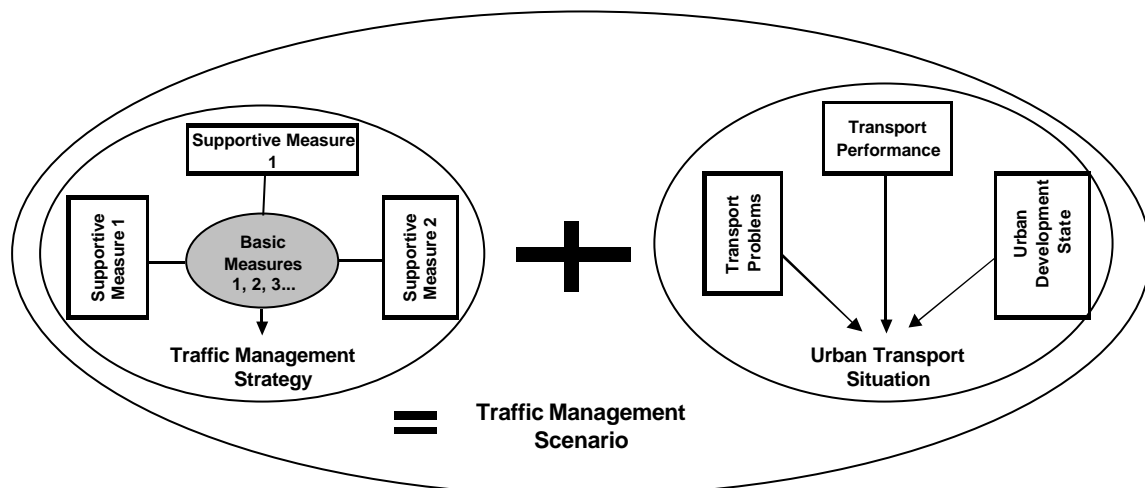 Supportive Measure
1
Supportive
Measure 1
Basic
Measures
1, 2, 3...
Supportive
Measure 2
Traffic Management
Strategy
Transport
Performance
Transport
Problems
Urban
Development
State
Urban Transport
Situation
+
= Traffic Management
Scenario